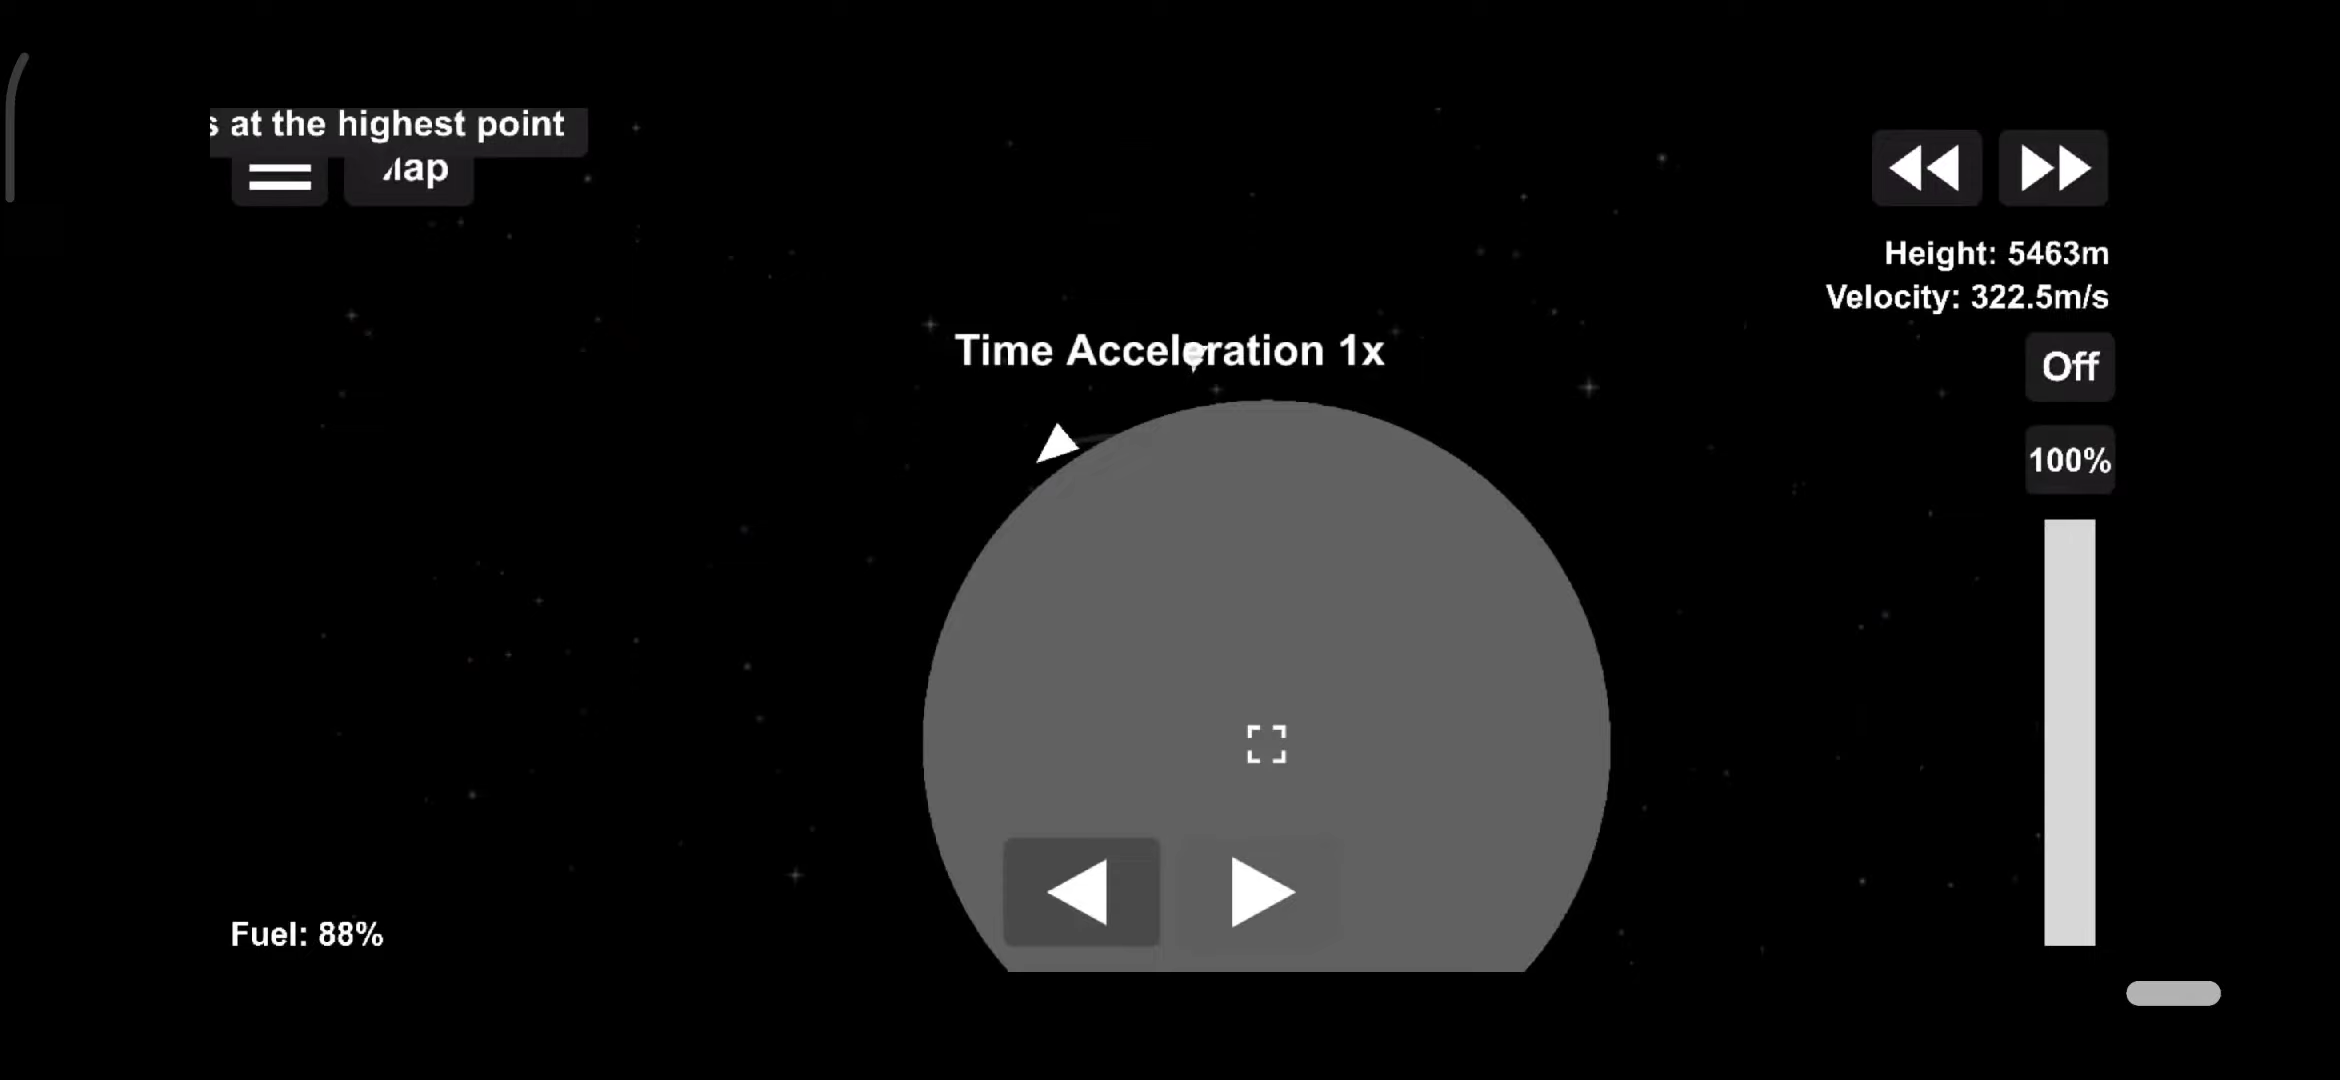 at the highest point
Height: 5463m
Velocity: 322.5m/s
Time Acceleration 1x
Off
100%
Fuel: 88%